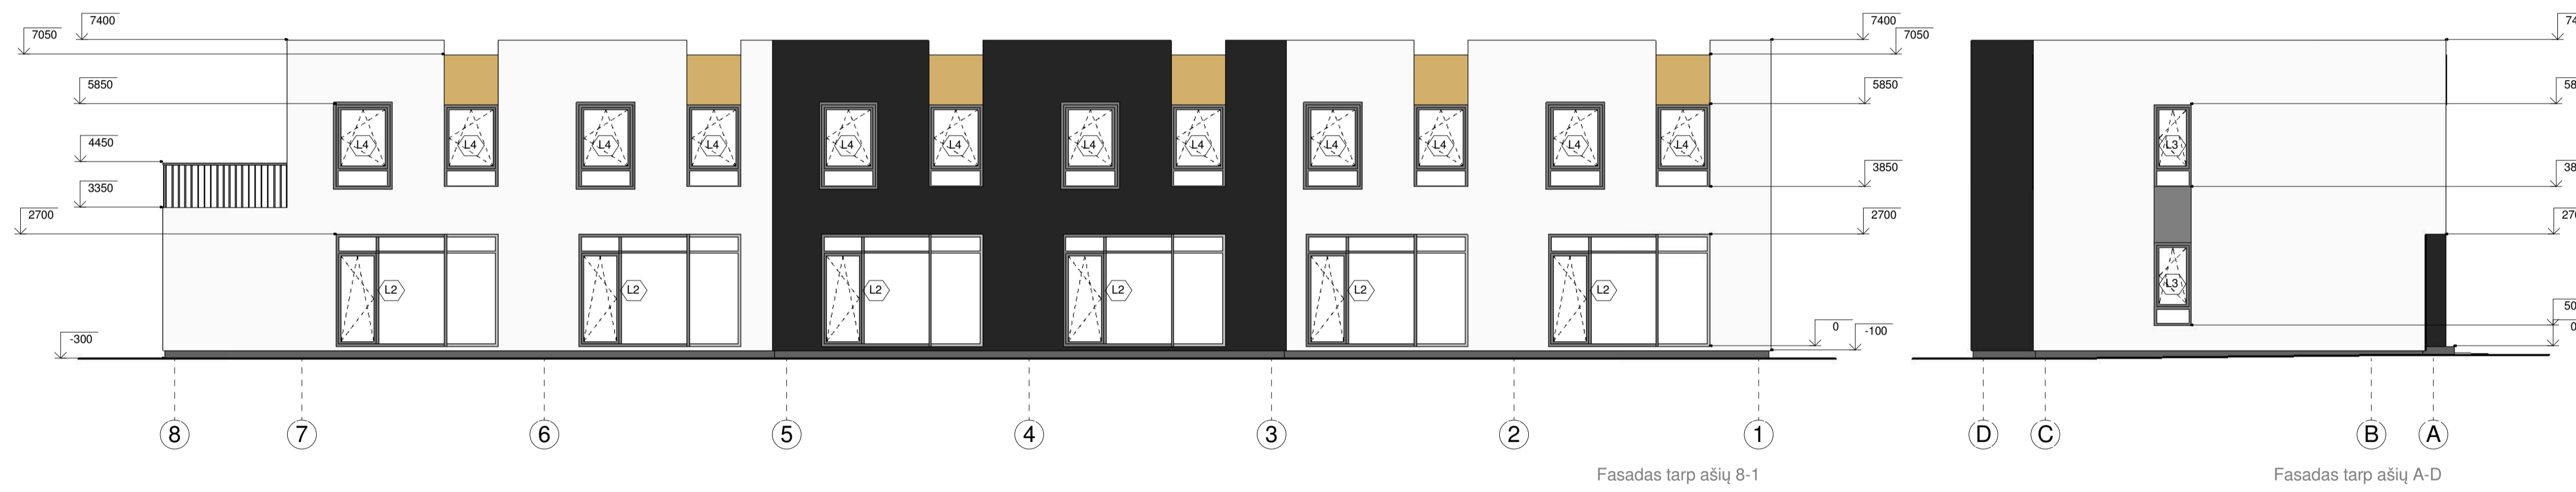 7400
7050
5850
4450
3350
2700
-300
L4 L4 L4 L4 L4 L4 L4 L4 L4 L4 L4 L4
L2 L2 L2 L2 L2 L2
7400
7050
5850
3850
2700
0
-100
8 7 6 5 4 3 2 1
Fasadas tarp ašių 8-1
L3
L3
D C B A
Fasadas tarp ašių A-D